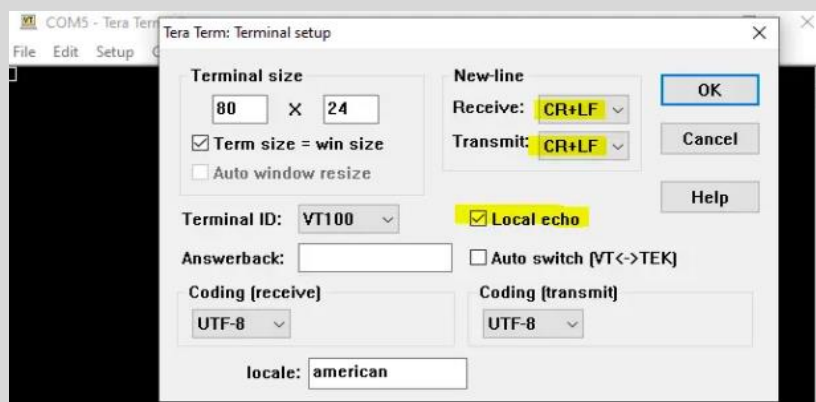 COM5 - Tera Term
File Edit Setup
Tera Term: Terminal setup
Terminal size
80 X 24
Term size = win size
Auto window resize
New-line
Receive: CR+LF
Transmit: CR+LF
OK
Cancel
Help
Terminal ID: VT100
Local echo
Answerback:
Auto switch (VT<->TEK)
Coding (receive)
UTF-8
Coding (transmit)
UTF-8
locale: american